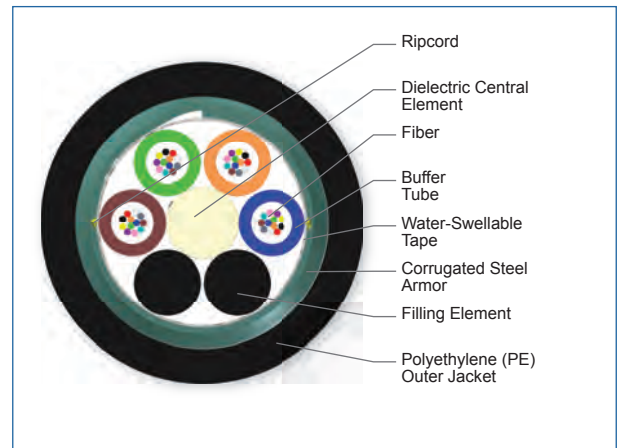 Ripcord
Dielectric Central
Element
Fiber
Buffer
Tube
Water-Swellable
Tape
Corrugated Steel
Armor
Filling Element
Polyethylene (PE)
Outer Jacket